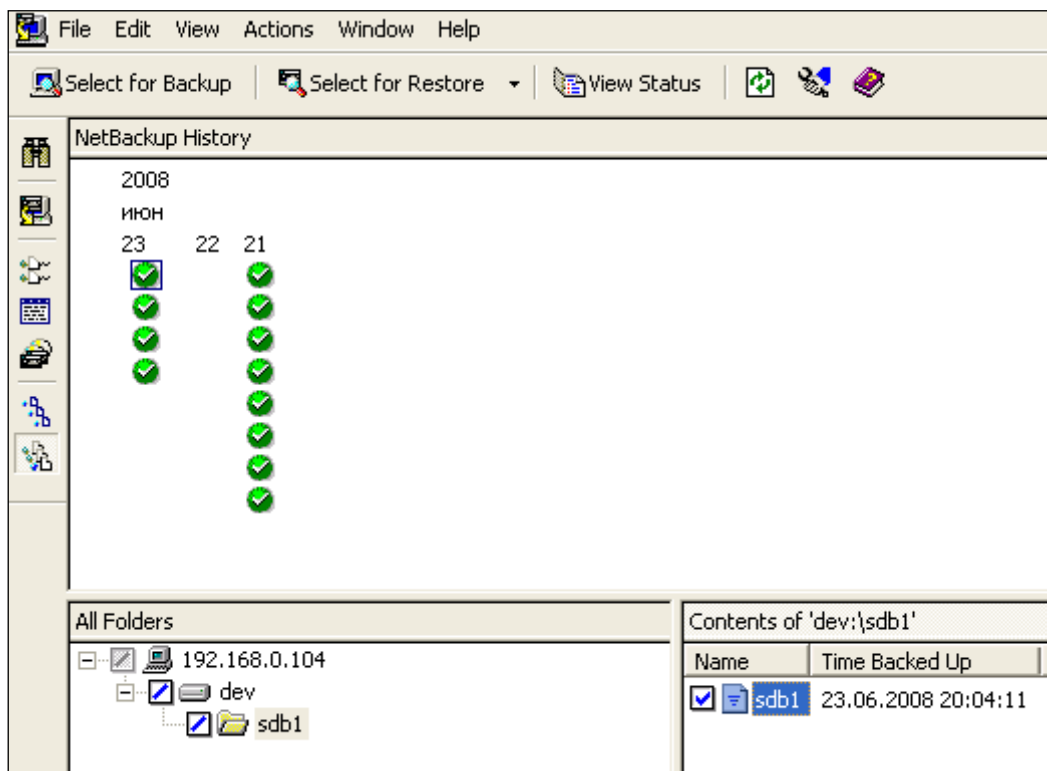 File Edit View Actions Window Help
Select for Backup Select for Restore View Status
NetBackup History
2008
июн
23 22 21
All Folders
192.168.0.104
dev
sdb1
Contents of 'dev:\sdb1'
Name Time Backed Up
sdb1 23.06.2008 20:04:11